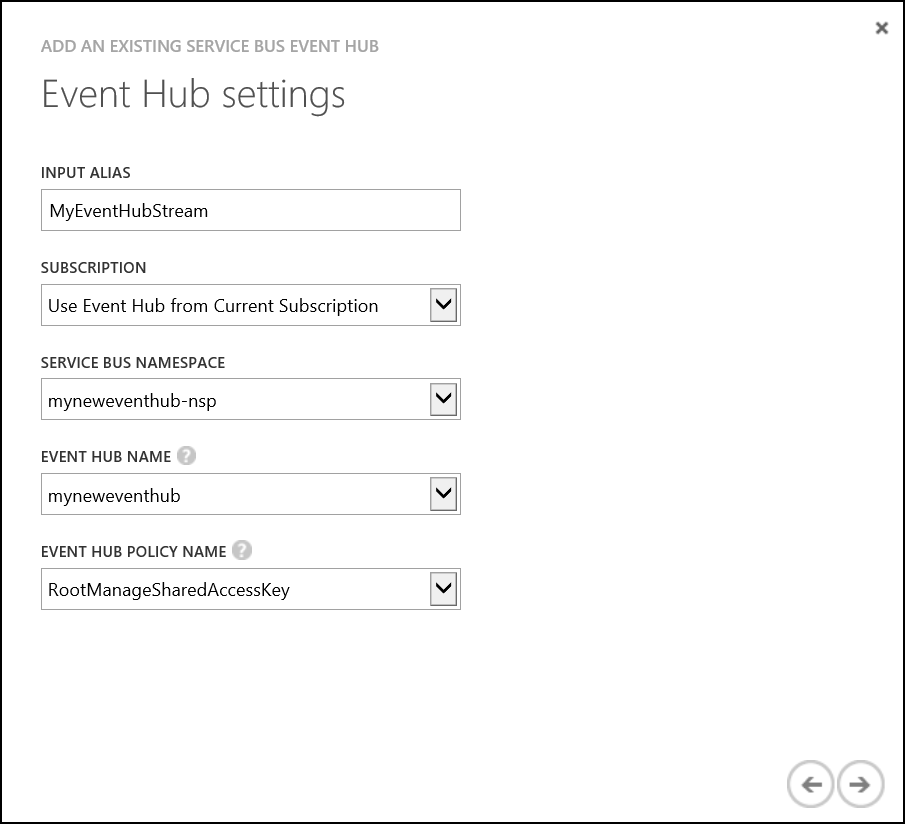 ADD AN EXISTING SERVICE BUS EVENT HUB
Event Hub settings
INPUT ALIAS
MyEventHubStream
SUBSCRIPTION
Use Event Hub from Current Subscription
SERVICE BUS NAMESPACE
myneweventhub-nsp
EVENT HUB NAME ?
myneweventhub
EVENT HUB POLICY NAME ?
RootManageSharedAccessKey